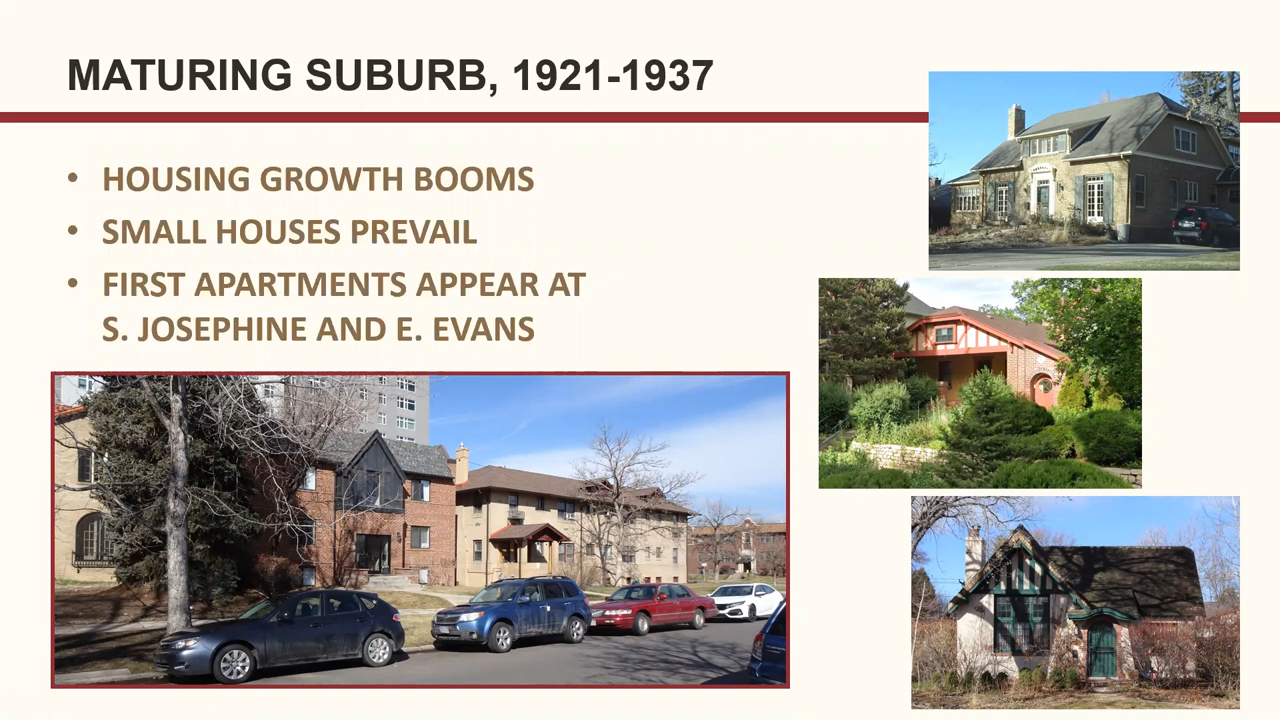 MATURING SUBURB, 1921-1937
• HOUSING GROWTH BOOMS
• SMALL HOUSES PREVAIL
• FIRST APARTMENTS APPEAR AT
S. JOSEPHINE AND E. EVANS